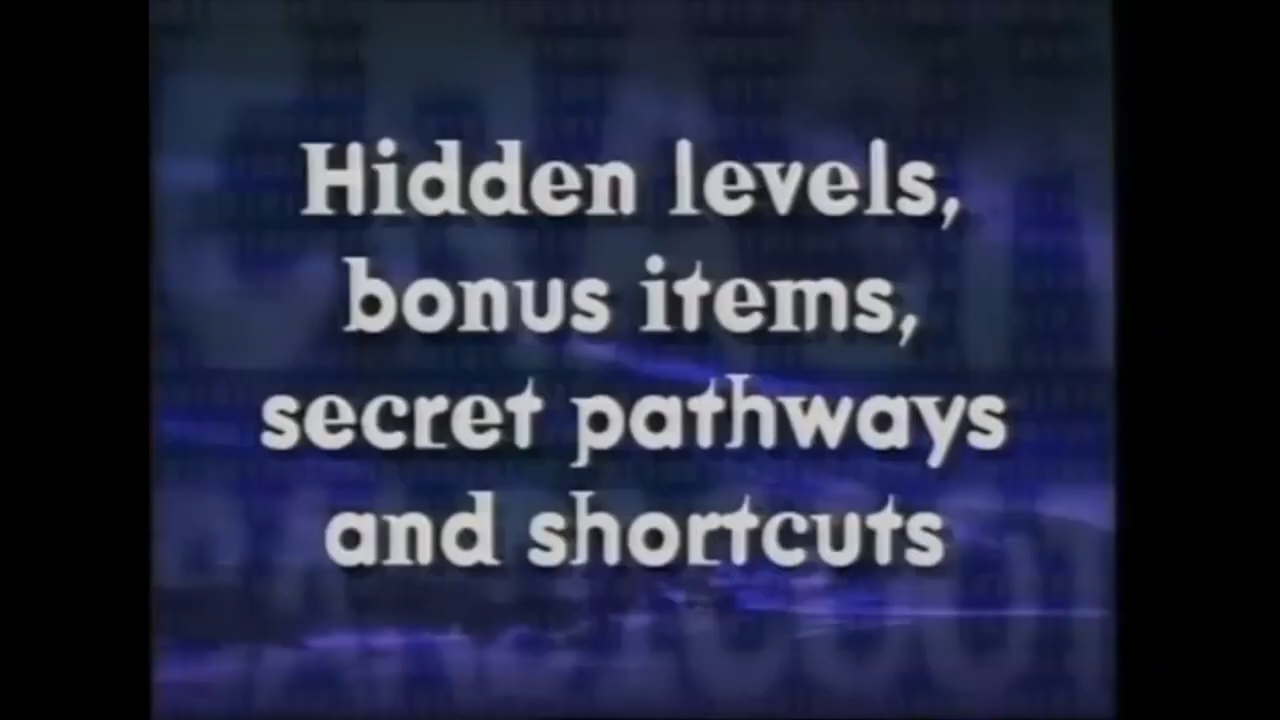 Hidden levels,
bonus items,
secret pathways
and shortcuts